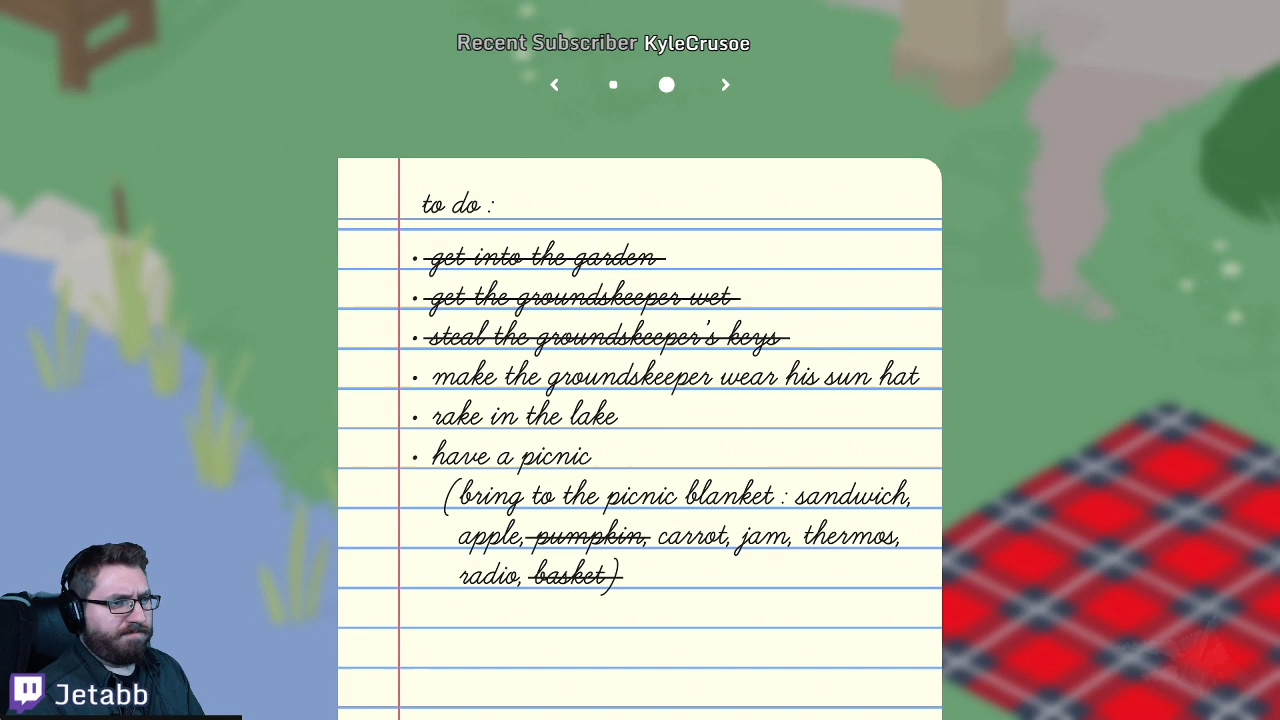 Recent Subscriber KyleCrusoe
to do :
• get into the garden
• get the groundskeeper wet
• steal the groundskeeper's keys
• make the groundskeeper wear his sun hat
• rake in the lake
• have a picnic
(bring to the picnic blanket : sandwich,
apple, pumpkin, carrot, jam, thermos,
radio, basket)
Jetabb